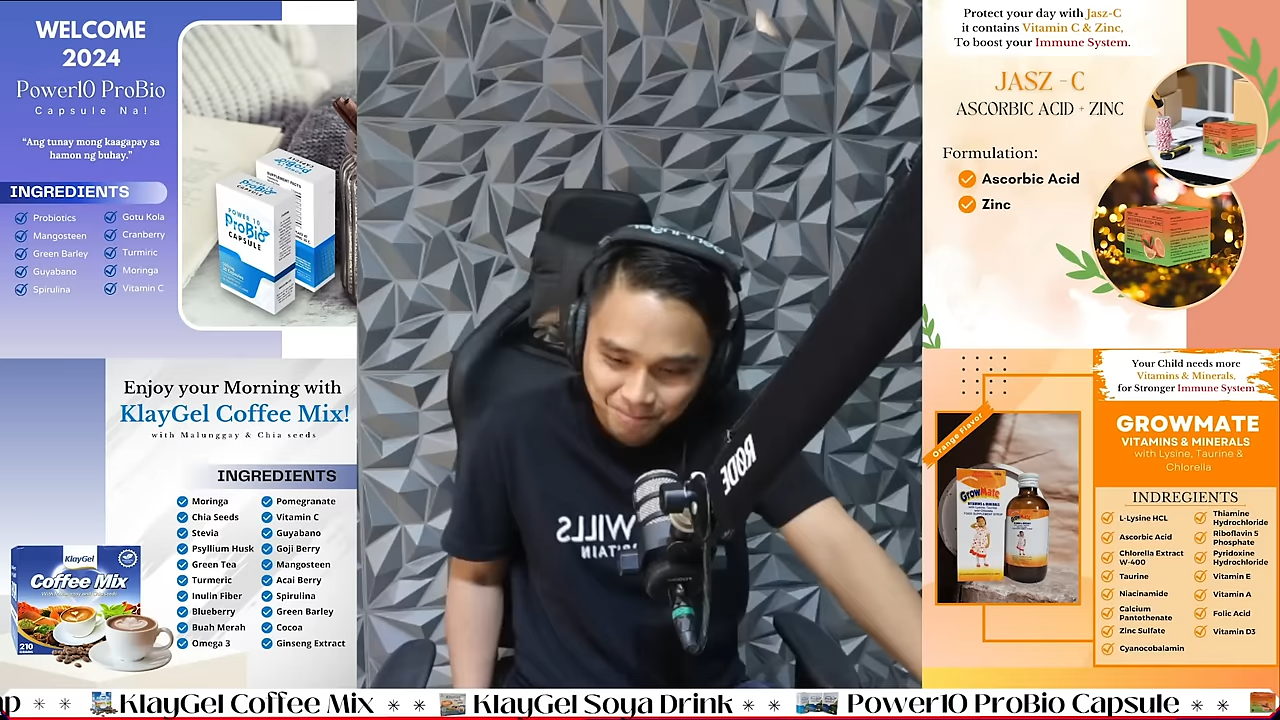 WELCOME
2024
Power10 ProBio
Capsule Na!
“Ang tunay mong kaagapay sa
hamon ng buhay.”
INGREDIENTS
Probiotics
Mangosteen
Green Barley
Guyabano
Spirulina
Gotu Kola
Cranberry
Turmiric
Moringa
Vitamin C
POWER 10
ProBio
CAPSULE
Enjoy your Morning with
KlayGel Coffee Mix!
with Malunggay & Chia seeds
INGREDIENTS
Moringa
Chia Seeds
Stevia
Psyllium Husk
Green Tea
Turmeric
Inulin Fiber
Blueberry
Buah Merah
Omega 3
Pomegranate
Vitamin C
Guyabano
Goji Berry
Mangosteen
Acai Berry
Spirulina
Green Barley
Cocoa
Ginseng Extract
KlayGel
Coffee Mix
210
RØDE
WILLS
Protect your day with Jasz-C
it contains Vitamin C & Zinc,
To boost your Immune System.
JASZ - C
ASCORBIC ACID + ZINC
Formulation:
Ascorbic Acid
Zinc
Your Child needs more
Vitamins & Minerals,
for Stronger Immune System
Orange Flavor
GROWMATE
VITAMINS & MINERALS
with Lysine, Taurine &
Chlorella
INDREGIENTS
L-Lysine HCL
Ascorbic Acid
Chlorella Extract
W-400
Taurine
Niacinamide
Calcium
Pantothenate
Zinc Sulfate
Cyanocobalamin
Thiamine
Hydrochloride
Riboflavin 5
Phosphate
Pyridoxine
Hydrochloride
Vitamin E
Vitamin A
Folic Acid
Vitamin D3
GrowMate
KlayGel Coffee Mix * * KlayGel Soya Drink * * Power10 ProBio Capsule * *